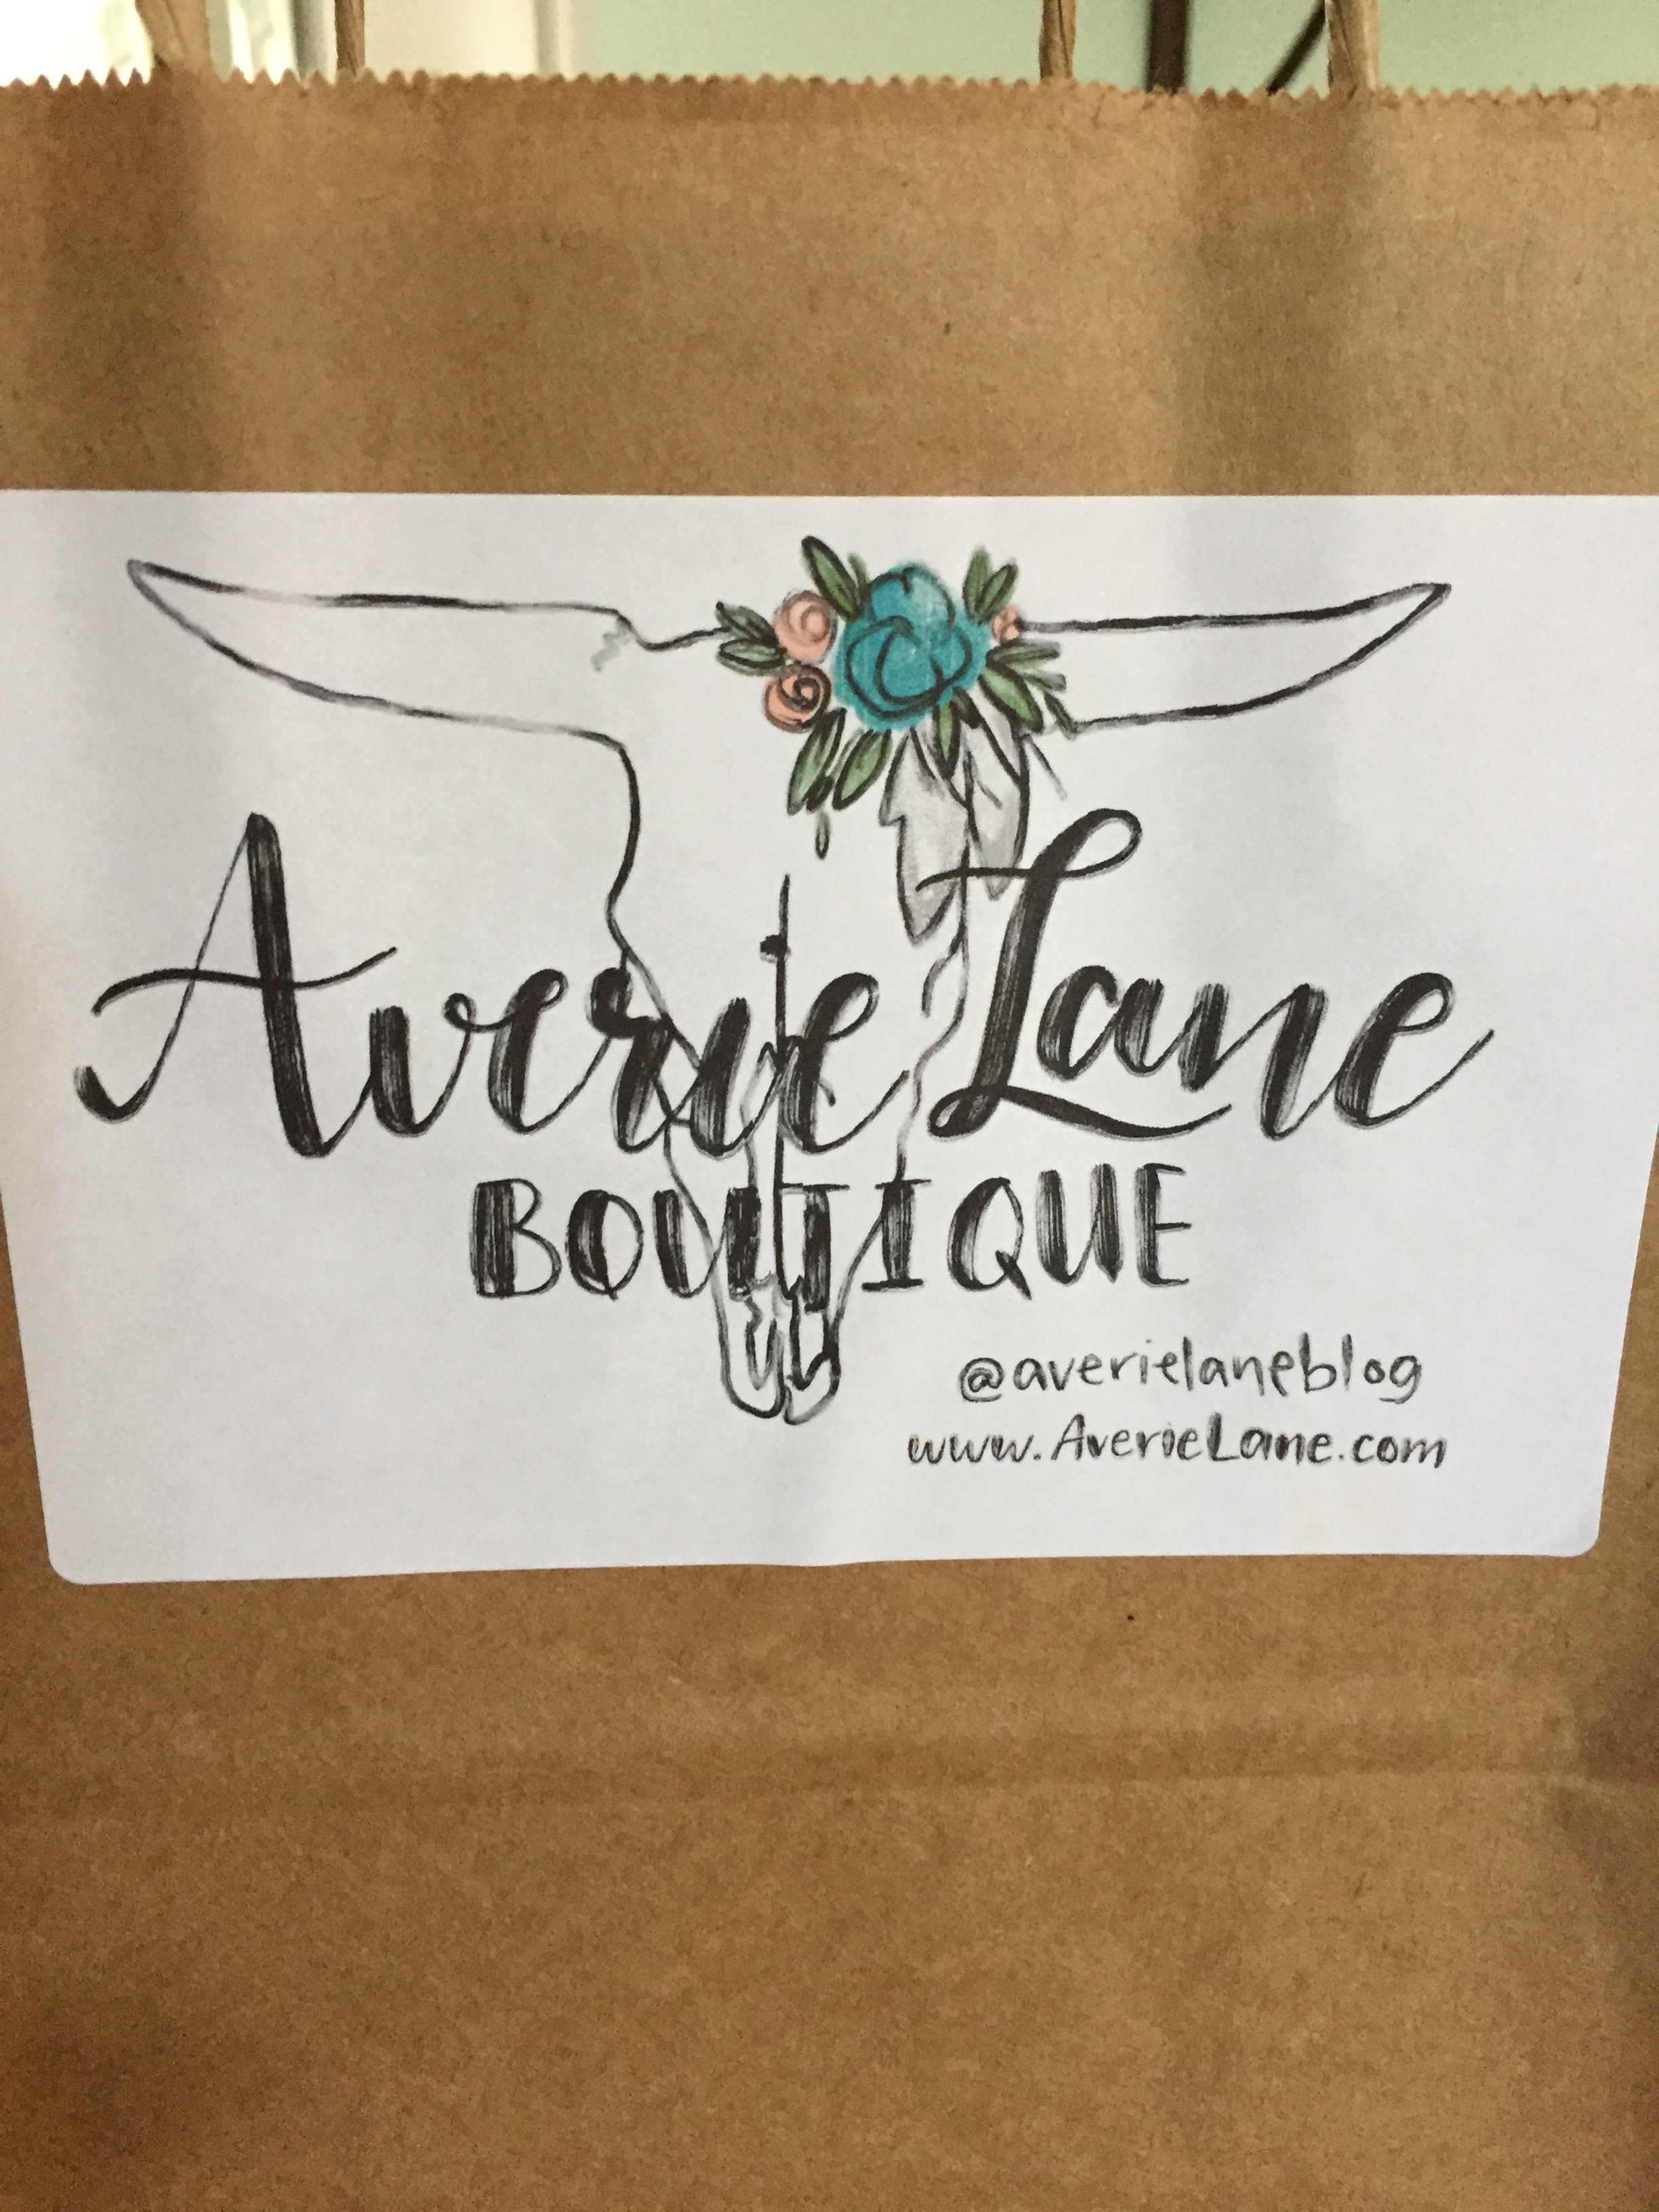 Averie Lane
BOUTIQUE
@averielaneblog
www.AverieLane.com